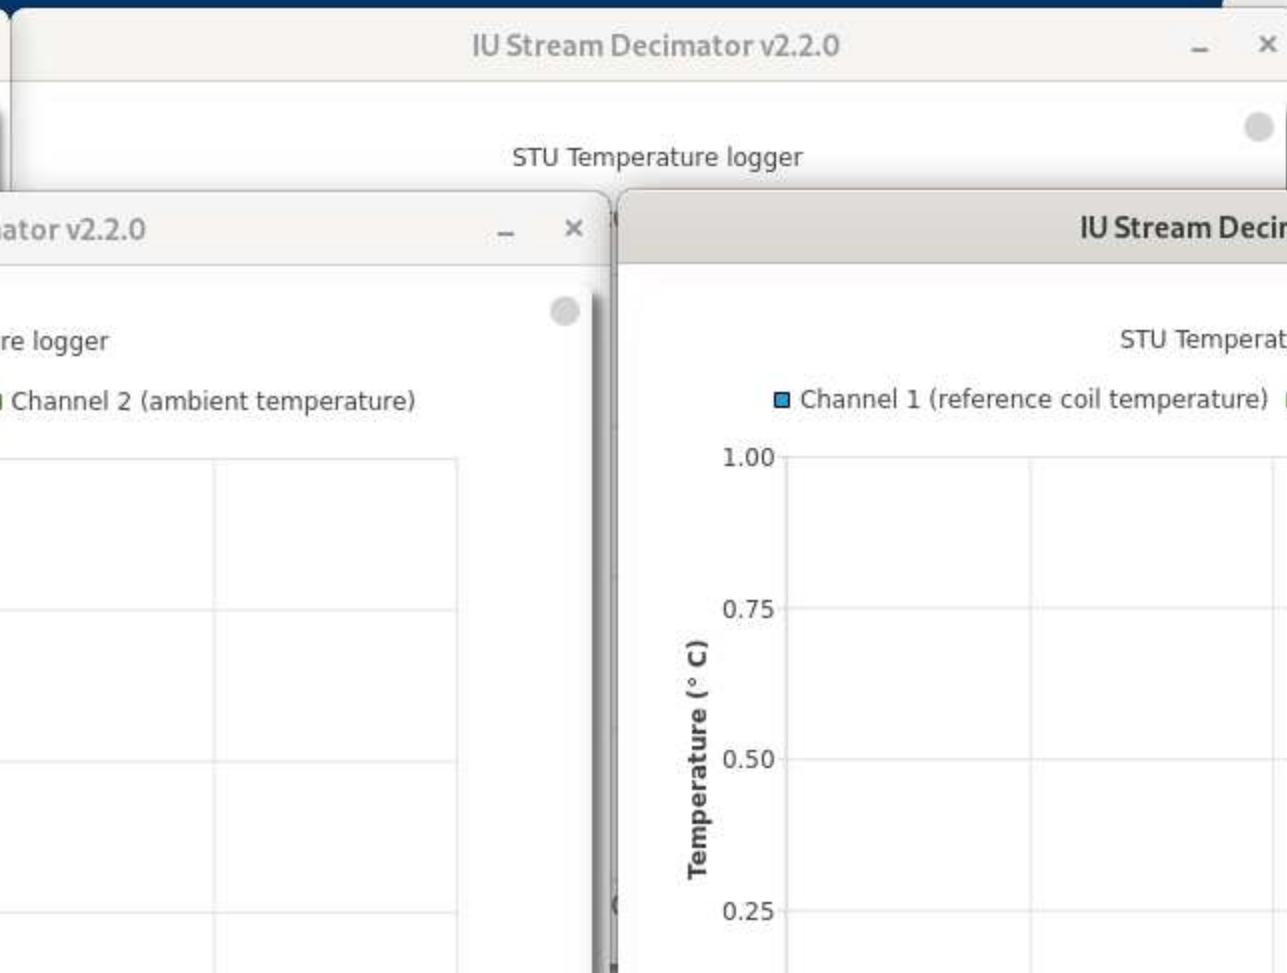 IU Stream Decimator v2.2.0
STU Temperature logger
ator v2.2.0
re logger
Channel 2 (ambient temperature)
IU Stream Decim
STU Temperat
Channel 1 (reference coil temperature)
1.00
0.75
0.50
0.25
Temperature (° C)